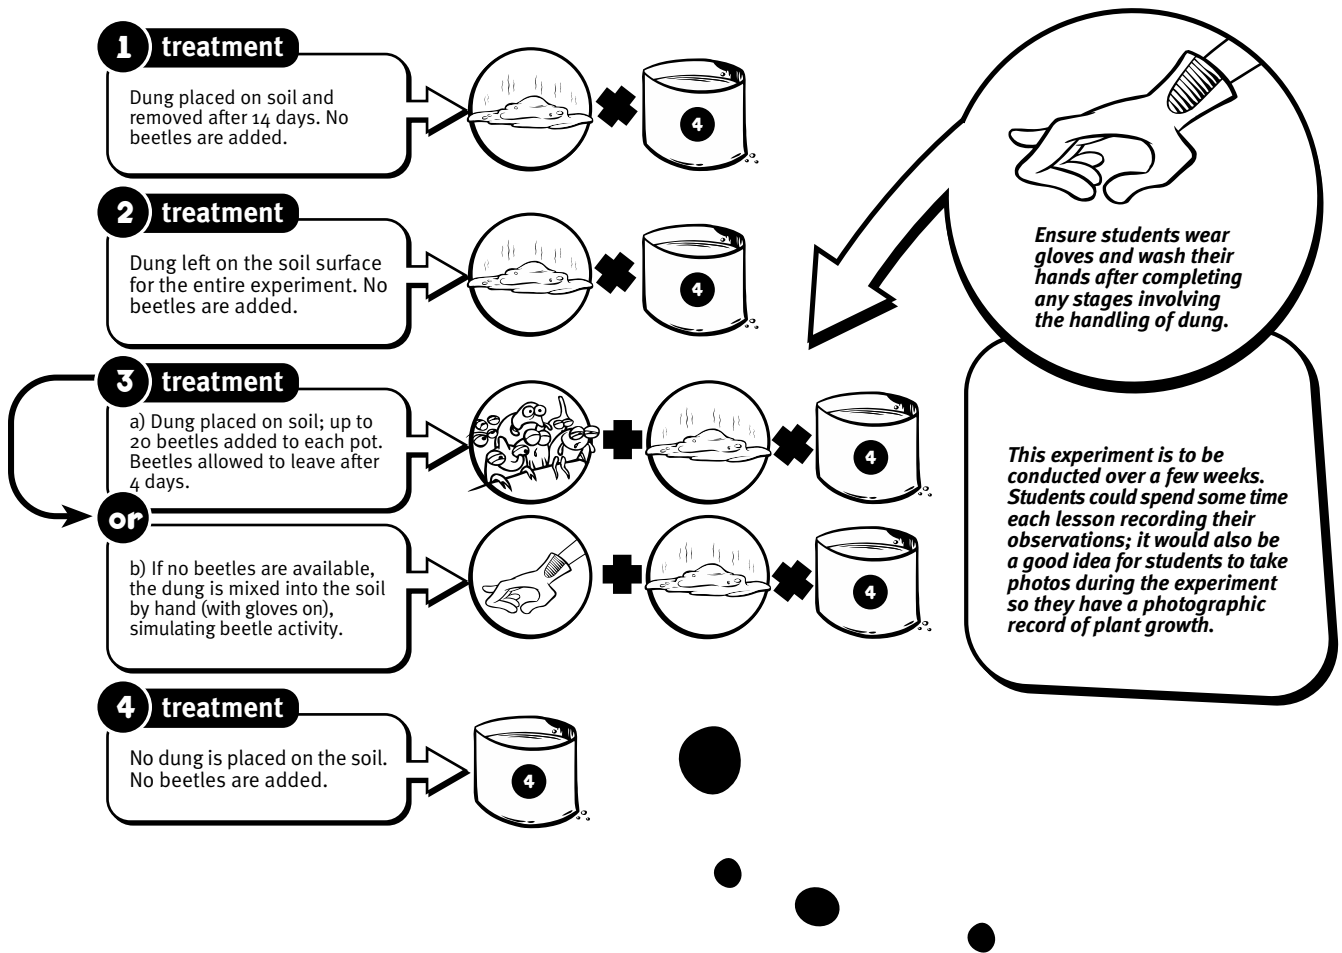 1 treatment
Dung placed on soil and
removed after 14 days. No
beetles are added.
4
2 treatment
Dung left on the soil surface
for the entire experiment. No
beetles are added.
4
3 treatment
a) Dung placed on soil; up to
20 beetles added to each pot.
Beetles allowed to leave after
4 days.
4
or
b) If no beetles are available,
the dung is mixed into the soil
by hand (with gloves on),
simulating beetle activity.
4
4 treatment
No dung is placed on the soil.
No beetles are added.
4
Ensure students wear
gloves and wash their
hands after completing
any stages involving
the handling of dung.
This experiment is to be
conducted over a few weeks.
Students could spend some time
each lesson recording their
observations; it would also be
a good idea for students to take
photos during the experiment
so they have a photographic
record of plant growth.